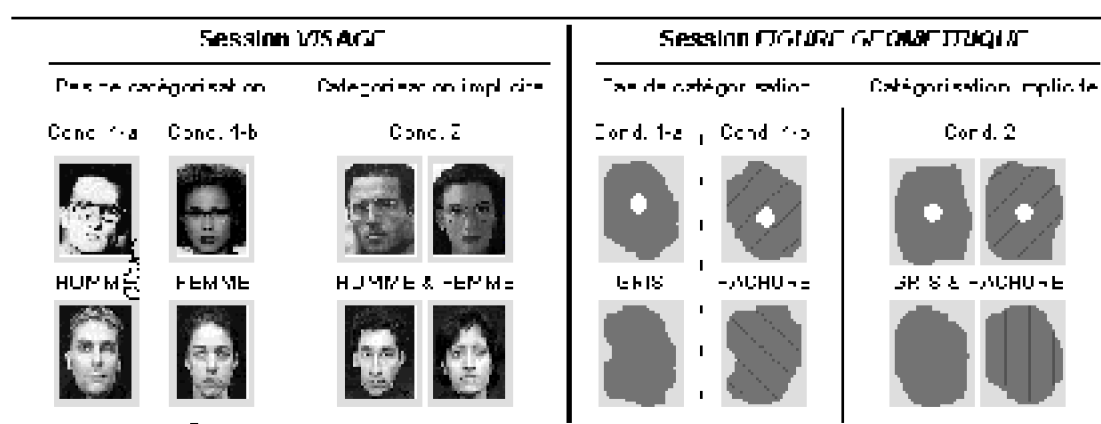 Session VISAGE
Session FIGURE GEOMETRIQUE
Pas de catégorisation
Catégorisation implicite
Pas de catégorisation
Catégorisation implicite
Cond. 1-a
Cond. 1-b
Cond. 2
Cond. 1-a
Cond. 1-b
Cond. 2
HOMME
FEMME
HOMME & FEMME
GRIS
HACHURE
GRIS & HACHURE